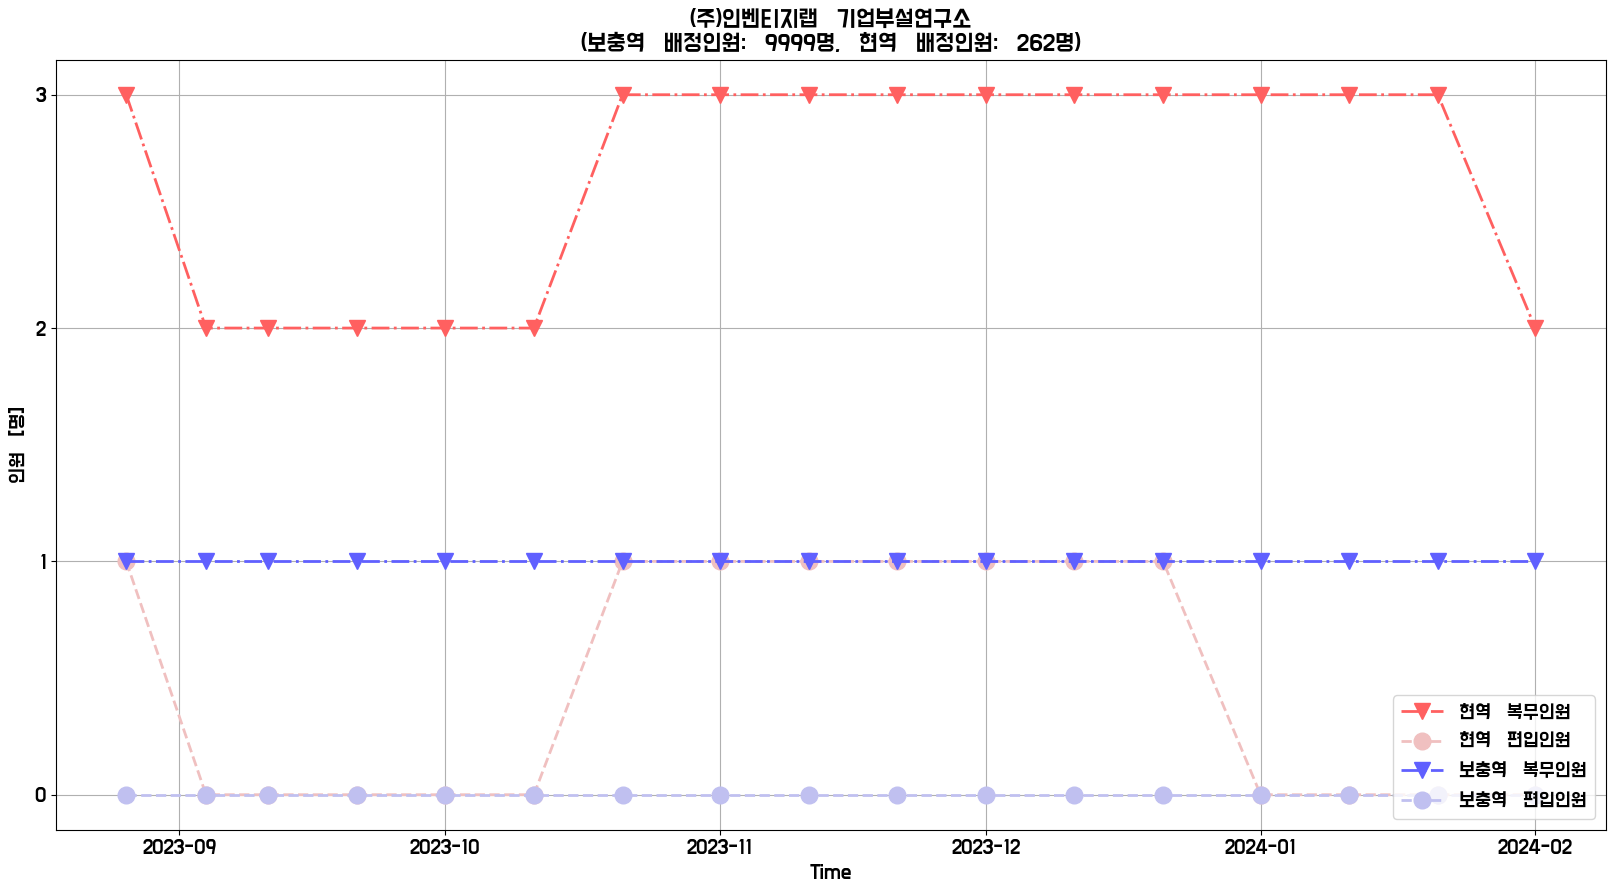 (주)인벤티지랩 기업부설연구소
(보충역 배정인원: 9999명, 현역 배정인원: 262명)
3
2
1
0
인원 [명]
2023-09
2023-10
2023-11
2023-12
2024-01
2024-02
Time
현역 복무인원
현역 편입인원
보충역 복무인원
보충역 편입인원